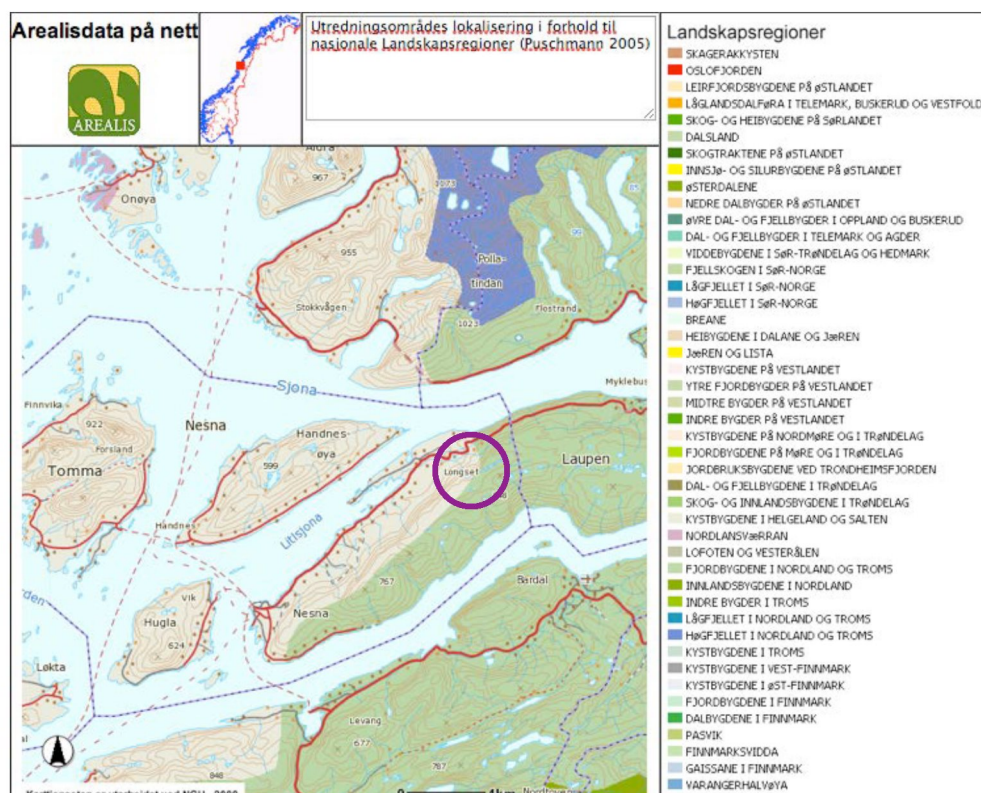 Arealisdata på nett
AREALIS
Utredningsområdes lokalisering i forhold til
nasjonale Landskapsregioner (Puschmann 2005)
Landskapsregioner
SKAGERAKKYSTEN
OSLOFJORDEN
LEIRFJORDSBYGDENE PÅ øSTLANDET
LÅGLANDSDALFøRA I TELEMARK, BUSKERUD OG VESTFOLD
SKOG- OG HEIBYGDENE PÅ SøRLANDET
DALSLAND
SKOGTRAKTENE PÅ øSTLANDET
INNSJø- OG SILURBYGDENE PÅ øSTLANDET
øSTERDALENE
NEDRE DALBYGDER PÅ øSTLANDET
øVRE DAL- OG FJELLBYGDER I OPPLAND OG BUSKERUD
DAL- OG FJELLBYGDER I TELEMARK OG AGDER
VIDDEBYGDENE I SøR-TRøNDELAG OG HEDMARK
FJELLSKOGEN I SøR-NORGE
LÅGFJELLET I SøR-NORGE
HøGFJELLET I SøR-NORGE
BREANE
HEIBYGDENE I DALANE OG JæREN
JæREN OG LISTA
KYSTBYGDENE PÅ VESTLANDET
YTRE FJORDBYGDER PÅ VESTLANDET
MIDTRE BYGDER PÅ VESTLANDET
INDRE BYGDER PÅ VESTLANDET
KYSTBYGDENE PÅ NORDMøRE OG I TRøNDELAG
FJORDBYGDENE PÅ MøRE OG I TRøNDELAG
JORDBRUKSBYGDENE VED TRONDHEIMSFJORDEN
DAL- OG FJELLBYGDENE I TRøNDELAG
SKOG- OG INNLANDSBYGDENE I TRøNDELAG
KYSTBYGDENE I HELGELAND OG SALTEN
NORDLANSVæRRAN
LOFOTEN OG VESTERÅLEN
FJORDBYGDENE I NORDLAND OG TROMS
INNLANDSBYGDENE I NORDLAND
INDRE BYGDER I TROMS
LÅGFJELLET I NORDLAND OG TROMS
HøGFJELLET I NORDLAND OG TROMS
KYSTBYGDENE I TROMS
KYSTBYGDENE I VEST-FINNMARK
KYSTBYGDENE I øST-FINNMARK
FJORDBYGDENE I FINNMARK
DALBYGDENE I FINNMARK
PASVIK
FINNMARKSVIDDA
GAISSANE I FINNMARK
VARANGERHALVøYA
Aldra
967
1073
85
Onøya
99
955
Polla-
tindan
Stokkvågen
Flostrand
1023
Sjona
Myklebus
Finnvika
922
Nesna
Handnes-
øya
Forsland
599
Longset
Laupen
Tomma
Handnes
Litlsjona
767
Bardal
Vik
Nesna
Hugla
624
Løkta
Levang
677
848
787
0
4km